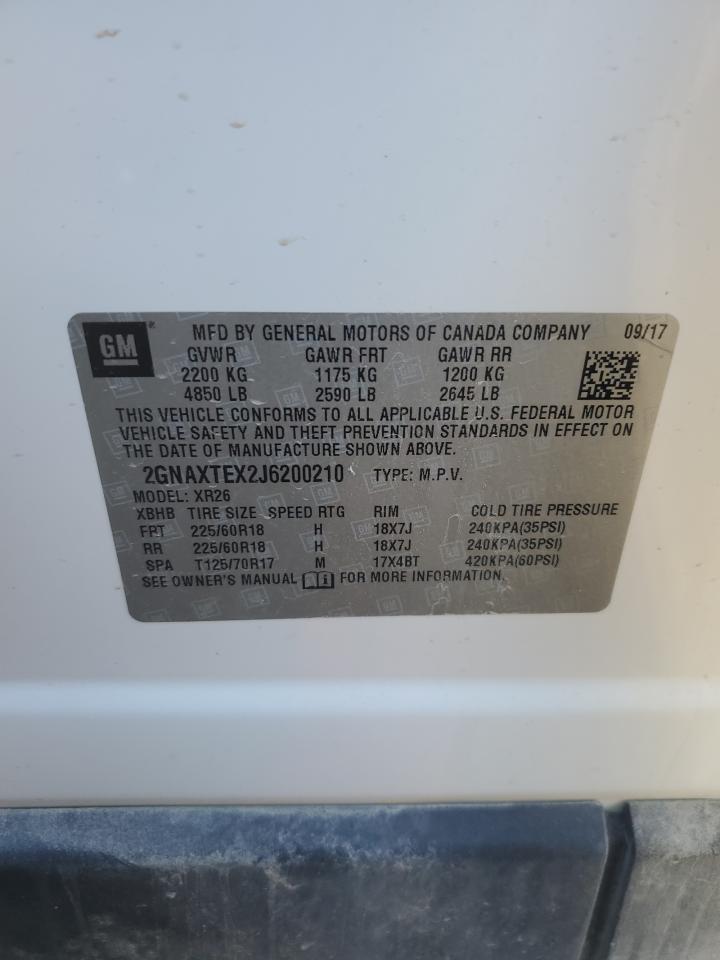 GM MFD BY GENERAL MOTORS OF CANADA COMPANY 09/17
GVWR GAWR FRT GAWR RR
2200 KG 1175 KG 1200 KG
4850 LB 2590 LB 2645 LB
THIS VEHICLE CONFORMS TO ALL APPLICABLE U.S. FEDERAL MOTOR
VEHICLE SAFETY AND THEFT PREVENTION STANDARDS IN EFFECT ON
THE DATE OF MANUFACTURE SHOWN ABOVE.
2GNAXTEX2J6200210 TYPE: M.P.V.
MODEL: XR26
XBHB TIRE SIZE SPEED RTG RIM COLD TIRE PRESSURE
FRT 225/60R18 H 18X7J 240KPA(35PSI)
RR 225/60R18 H 18X7J 240KPA(35PSI)
SPA T125/70R17 M 17X4BT 420KPA(60PSI)
SEE OWNER'S MANUAL FOR MORE INFORMATION.